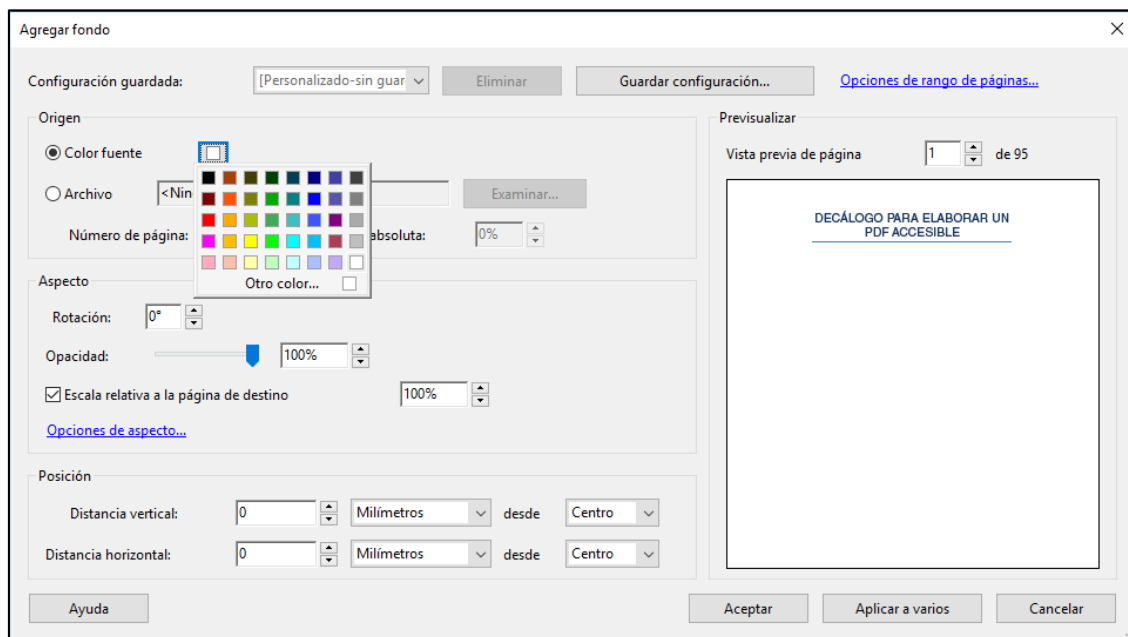 Agregar fondo
Configuración guardada: [Personalizado-sin guar Eliminar Guardar configuración... Opciones de rango de páginas...
Origen
Color fuente
Archivo <Nin Examinar...
Número de página: absoluta: 0%
Otro color...
Aspecto
Rotación: 0°
Opacidad: 100%
Escala relativa a la página de destino 100%
Opciones de aspecto...
Posición
Distancia vertical: 0 Milímetros desde Centro
Distancia horizontal: 0 Milímetros desde Centro
Previsualizar
Vista previa de página 1 de 95
DECÁLOGO PARA ELABORAR UN
PDF ACCESIBLE
Ayuda Aceptar Aplicar a varios Cancelar